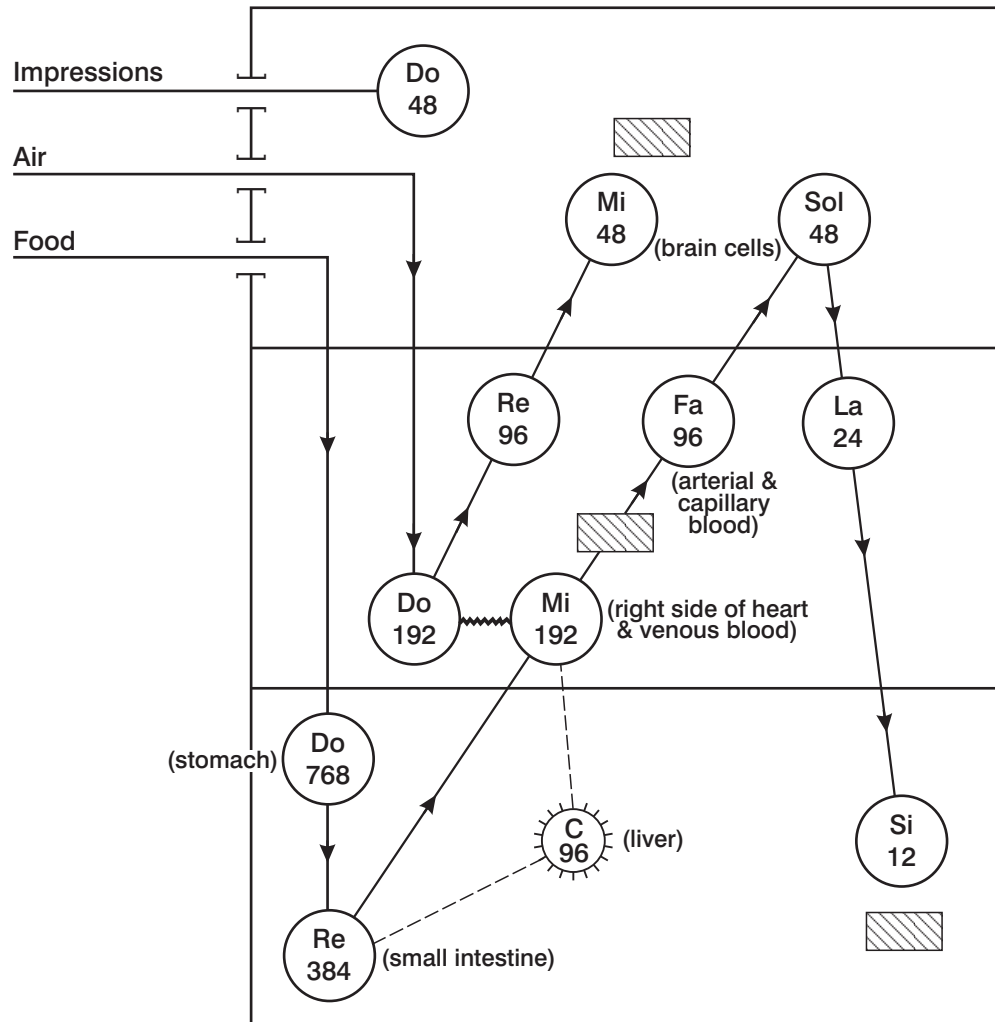 Impressions
Do
48
Air
Mi
48
(brain cells)
Sol
48
Food
Re
96
Fa
96
(arterial &
capillary
blood)
La
24
Do
192
Mi
192
(right side of heart
& venous blood)
(stomach)
Do
768
C
96
(liver)
Si
12
Re
384
(small intestine)